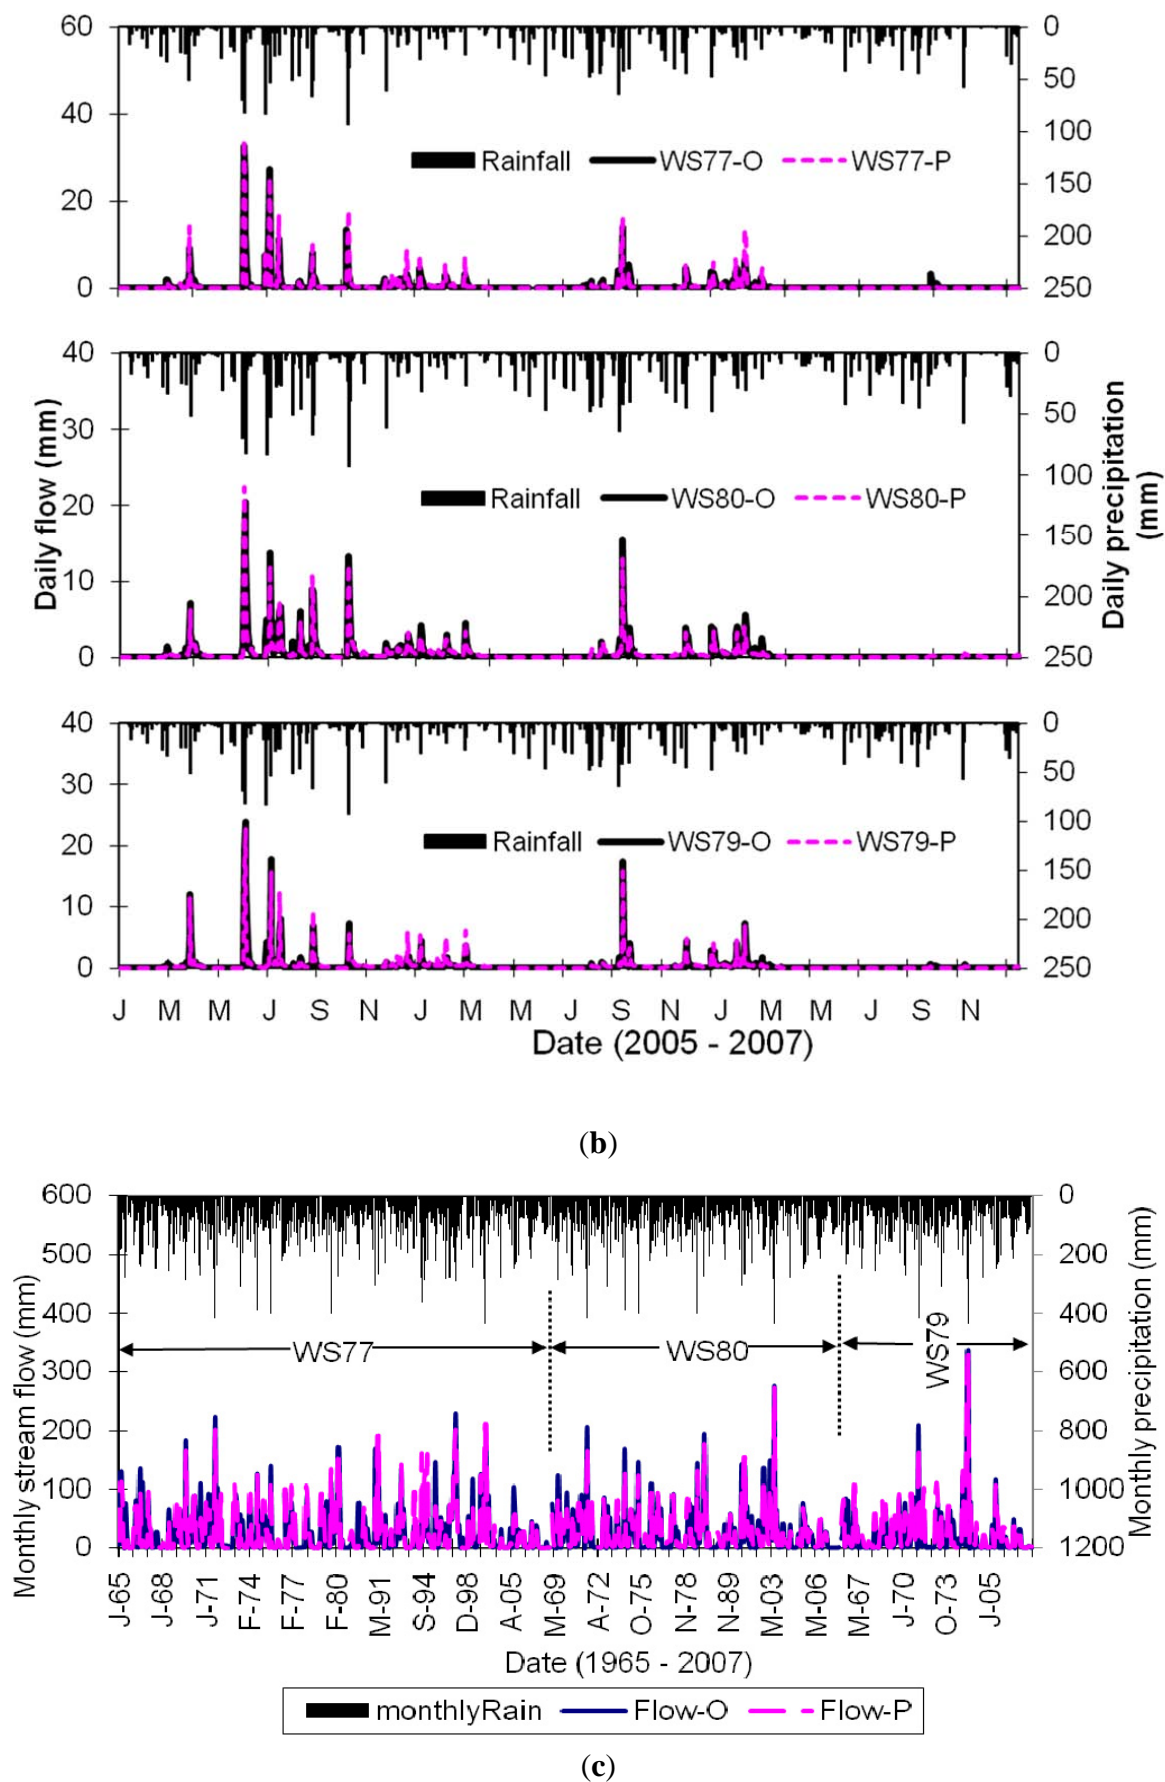 60
40
20
0
0
50
100
150
200
250
Rainfall WS77-O WS77-P
40
30
20
10
0
0
50
100
150
200
250
Rainfall WS80-O WS80-P
Daily flow (mm)
Daily precipitation
(mm)
40
30
20
10
0
0
50
100
150
200
250
Rainfall WS79-O WS79-P
J M M J S N J M M J S N J M M J S N
Date (2005 - 2007)
(b)
600
500
400
300
200
100
0
0
200
400
600
800
1000
1200
Monthly stream flow (mm)
Monthly precipitation (mm)
WS77 WS80 WS79
J-65 J-68 J-71 F-74 F-77 F-80 M-91 S-94 D-98 A-05 M-69 A-72 O-75 N-78 N-89 M-03 M-06 M-67 J-70 O-73 J-05
Date (1965 - 2007)
monthlyRain Flow-O Flow-P
(c)